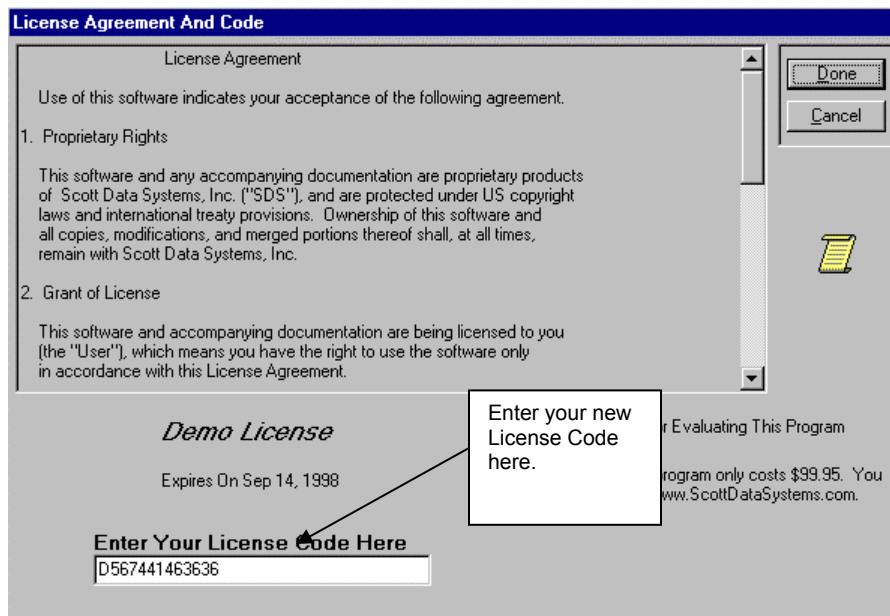 License Agreement And Code
License Agreement
Use of this software indicates your acceptance of the following agreement.
1. Proprietary Rights
This software and any accompanying documentation are proprietary products
of Scott Data Systems, Inc. ("SDS"), and are protected under US copyright
laws and international treaty provisions. Ownership of this software and
all copies, modifications, and merged portions thereof shall, at all times,
remain with Scott Data Systems, Inc.
2. Grant of License
This software and accompanying documentation are being licensed to you
(the "User"), which means you have the right to use the software only
in accordance with this License Agreement.
Done
Cancel
Demo License
Expires On Sep 14, 1998
Enter your new
License Code
here.
r Evaluating This Program
rogram only costs $99.95. You
ww.ScottDataSystems.com.
Enter Your License Code Here
D567441463636